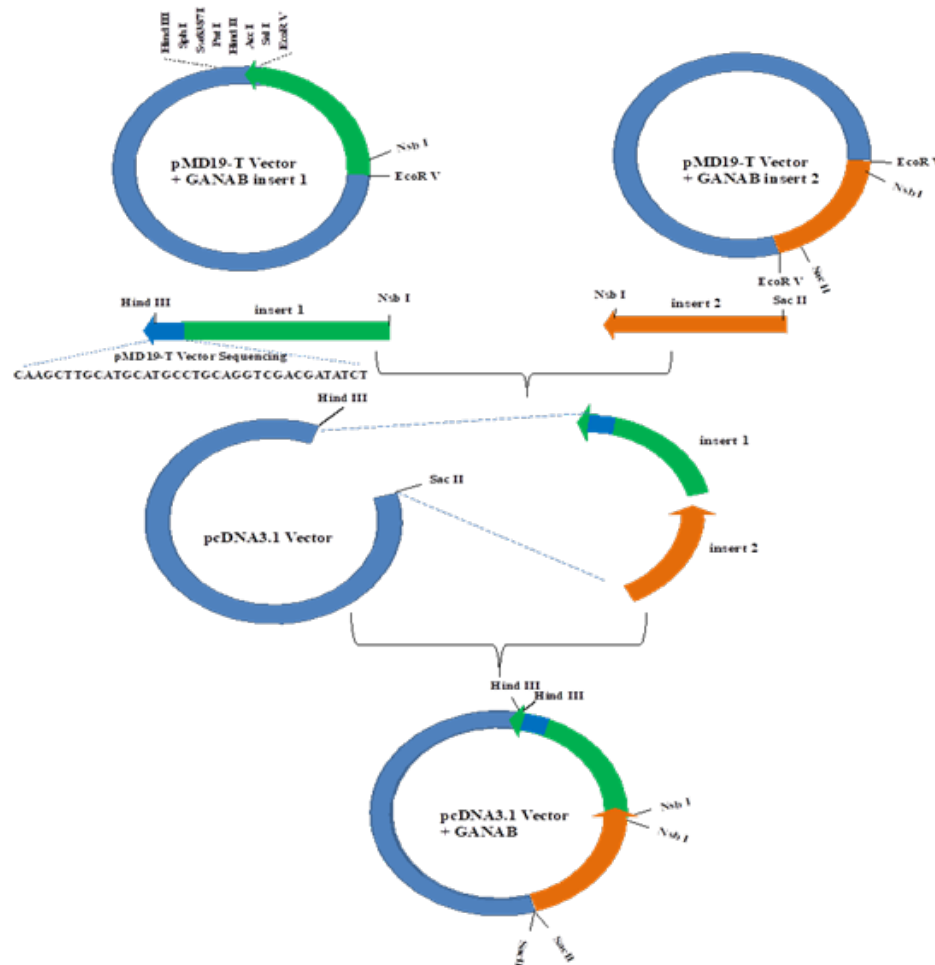 Hind III
Sph I
Sse8387I
Pst I
Hind II
Acc I
Sal I
EcoR V
pMD19-T Vector
+ GANAB insert 1
Nsb I
EcoR V
pMD19-T Vector
+ GANAB insert 2
EcoR V
Nsb I
Sac II
EcoR V
Hind III
insert 1
Nsb I
Nsb I
insert 2
Sac II
pMD19-T Vector Sequencing
CAAGCTTGCATGCATGCCTGCAGGTCGACGATATCT
Hind III
insert 1
Sac II
pcDNA3.1 Vector
insert 2
Hind III
Hind III
pcDNA3.1 Vector
+ GANAB
Nsb I
Nsb I
Sac II